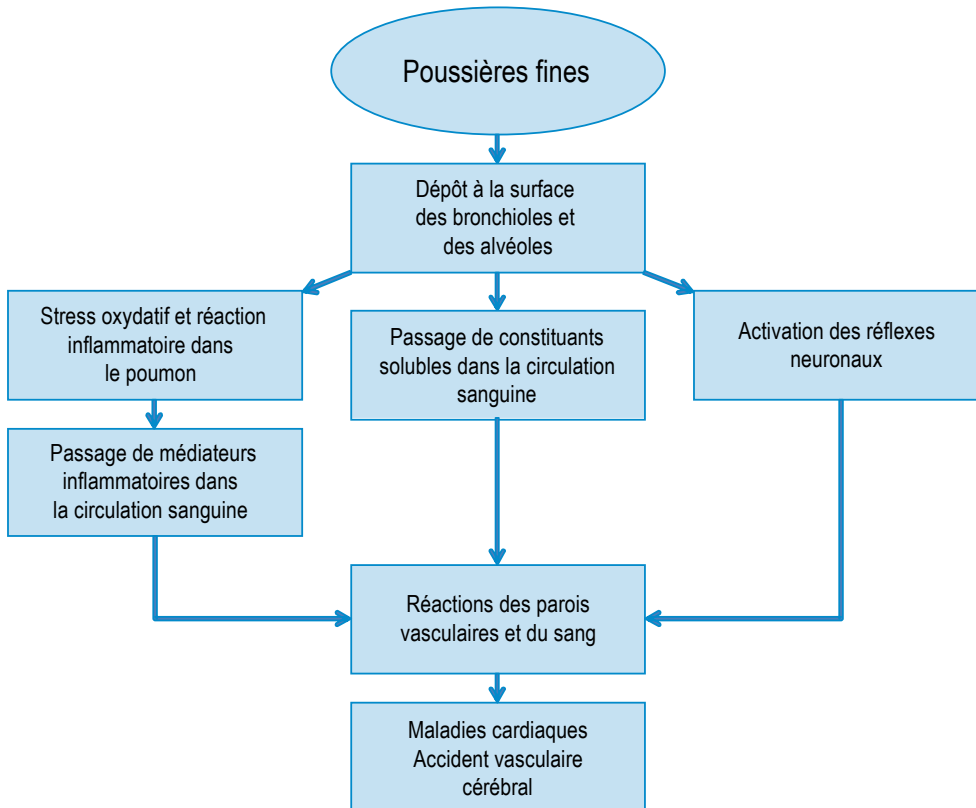 Poussières fines
Dépôt à la surface
des bronchioles et
des alvéoles
Stress oxydatif et réaction
inflammatoire dans
le poumon
Passage de constituants
solubles dans la circulation
sanguine
Activation des réflexes
neuronaux
Passage de médiateurs
inflammatoires dans
la circulation sanguine
Réactions des parois
vasculaires et du sang
Maladies cardiaques
Accident vasculaire
cérébral